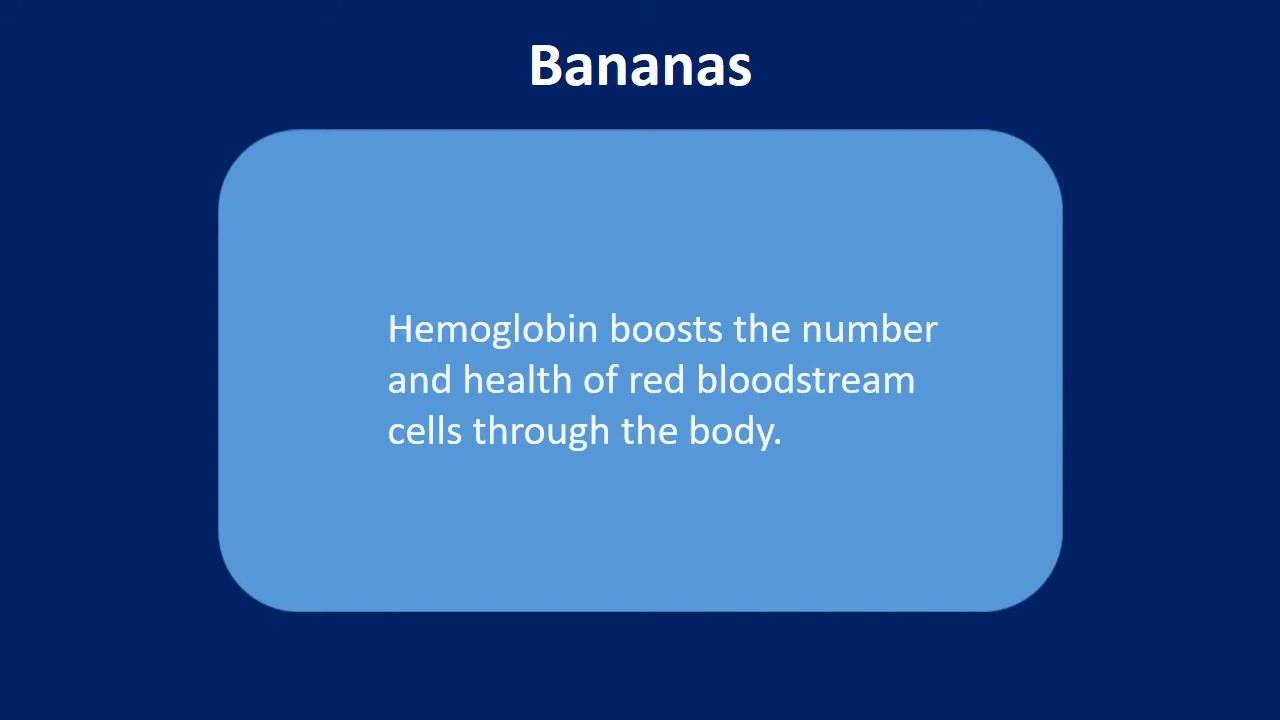 Bananas
Hemoglobin boosts the number
and health of red bloodstream
cells through the body.